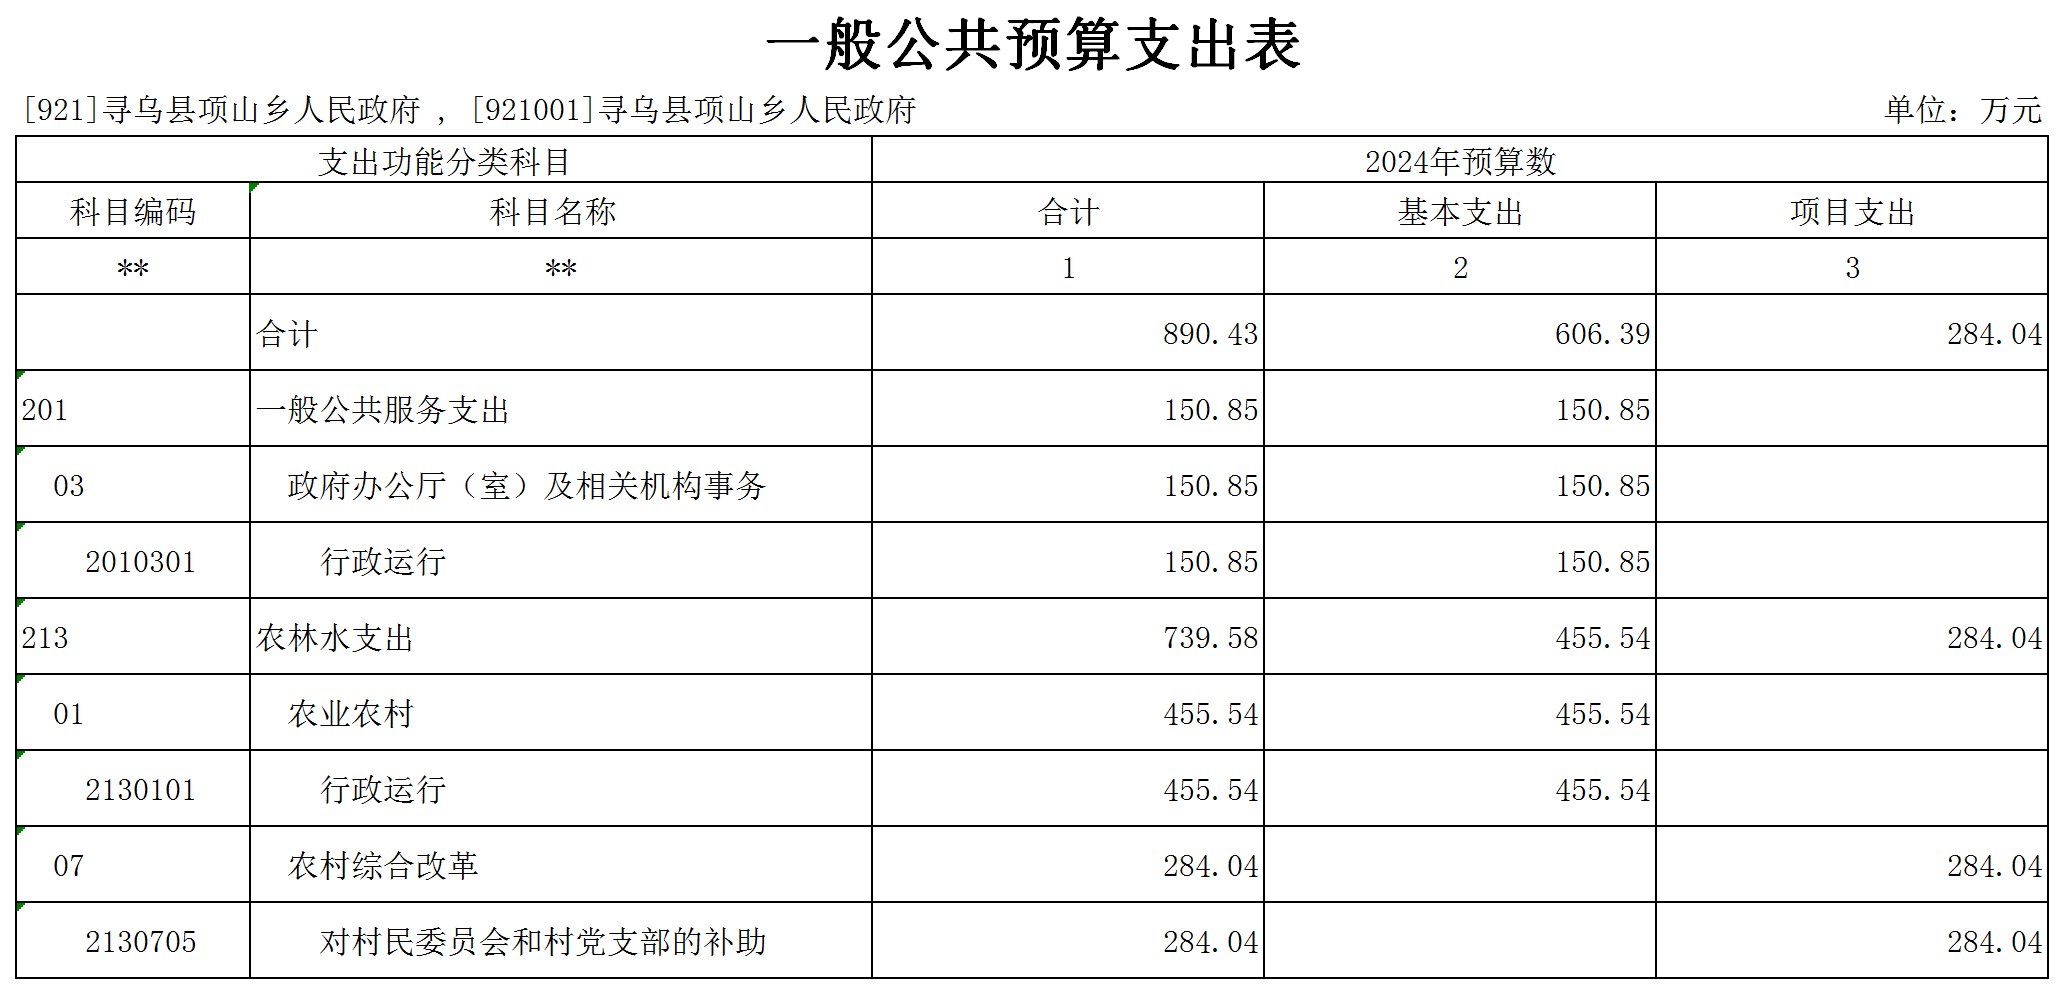 一般公共预算支出表
[921]寻乌县项山乡人民政府 , [921001]寻乌县项山乡人民政府 单位：万元
支出功能分类科目 2024年预算数
科目编码 科目名称 合计 基本支出 项目支出
** ** 1 2 3
合计 890.43 606.39 284.04
201 一般公共服务支出 150.85 150.85
03 政府办公厅（室）及相关机构事务 150.85 150.85
2010301 行政运行 150.85 150.85
213 农林水支出 739.58 455.54 284.04
01 农业农村 455.54 455.54
2130101 行政运行 455.54 455.54
07 农村综合改革 284.04 284.04
2130705 对村民委员会和村党支部的补助 284.04 284.04